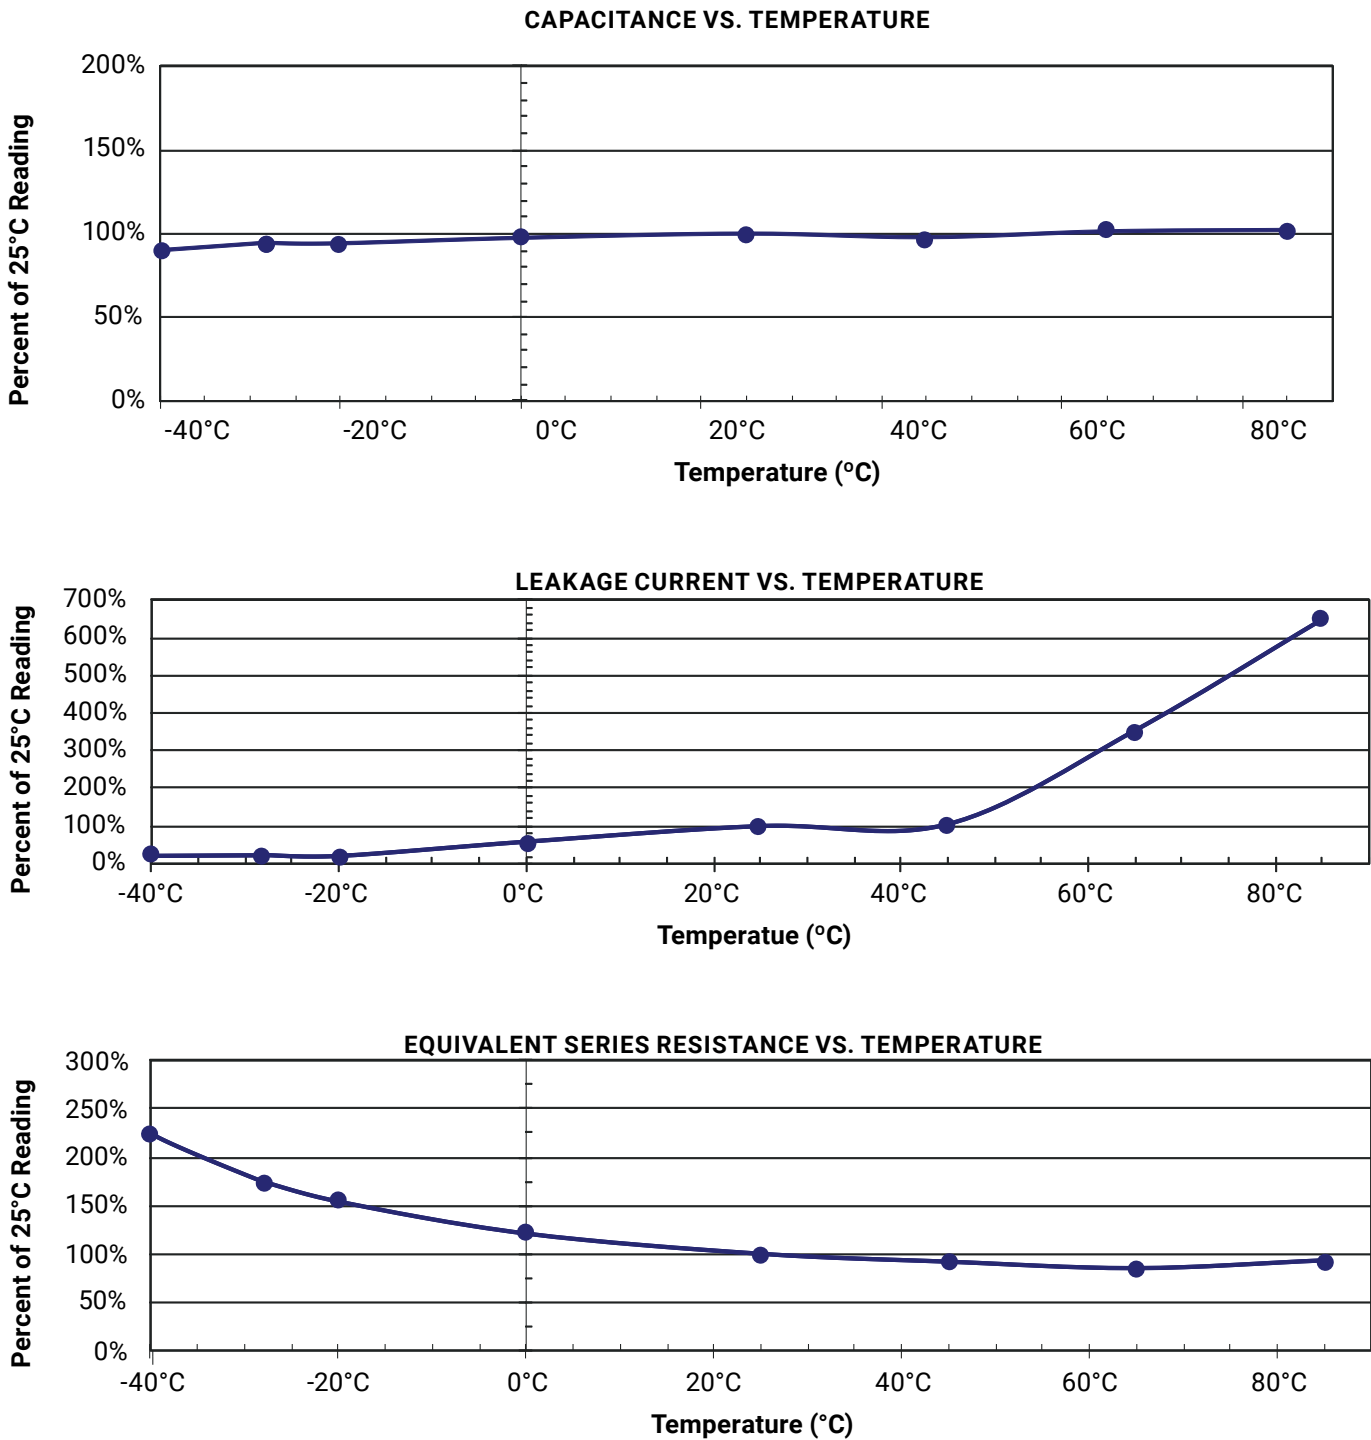 CAPACITANCE VS. TEMPERATURE
Percent of 25°C Reading
200%
150%
100%
50%
0%
-40°C -20°C 0°C 20°C 40°C 60°C 80°C
Temperature (ºC)
LEAKAGE CURRENT VS. TEMPERATURE
Percent of 25°C Reading
700%
600%
500%
400%
300%
200%
100%
0%
-40°C -20°C 0°C 20°C 40°C 60°C 80°C
Temperatue (ºC)
EQUIVALENT SERIES RESISTANCE VS. TEMPERATURE
Percent of 25°C Reading
300%
250%
200%
150%
100%
50%
0%
-40°C -20°C 0°C 20°C 40°C 60°C 80°C
Temperature (°C)